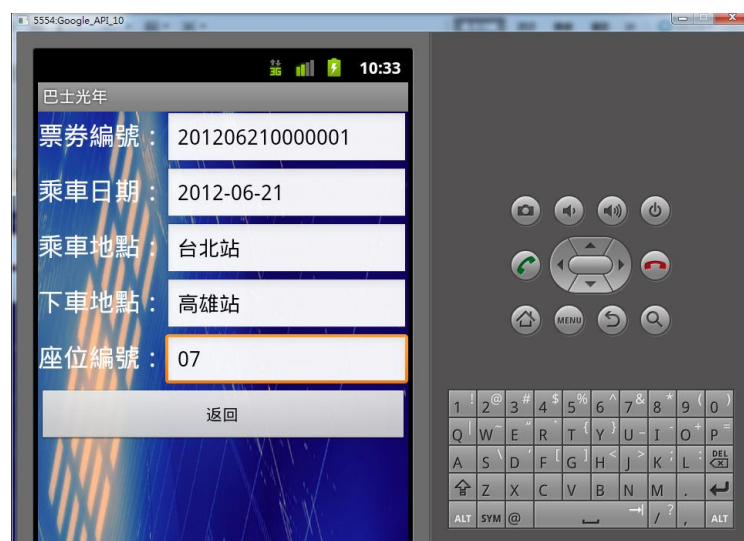 5554:Google_API_10
3G 10:33
巴士光年
票券編號： 201206210000001
乘車日期： 2012-06-21
乘車地點： 台北站
下車地點： 高雄站
座位編號： 07
返回
MENU
1 ! 2 @ 3 # 4 $ 5 % 6 ^ 7 & 8 * 9 ( 0 )
Q | W ~ E " R ` T { Y } U _ I - O + P =
A S \ D ' F [ G ] H < J > K ; L : DEL
Z X C V B N M .
ALT SYM @ / ? , ALT